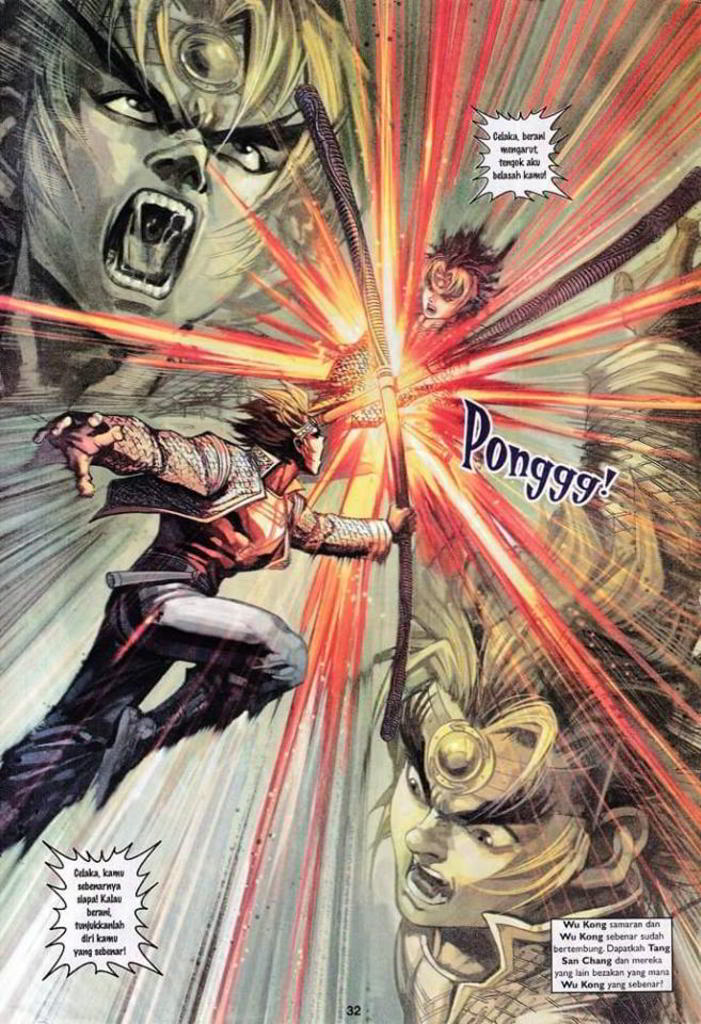 Celaka, berani
mengarut,
tengok aku
belasah kamu!
Ponggg!
Celaka, kamu
sebenarnya
siapa! Kalau
berani,
tunjukkanlah
diri kamu
yang sebenar!
Wu Kong samaran dan
Wu Kong sebenar sudah
bertembung. Dapatkah Tang
San Chang dan mereka
yang lain bezakan yang mana
Wu Kong yang sebenar?
32